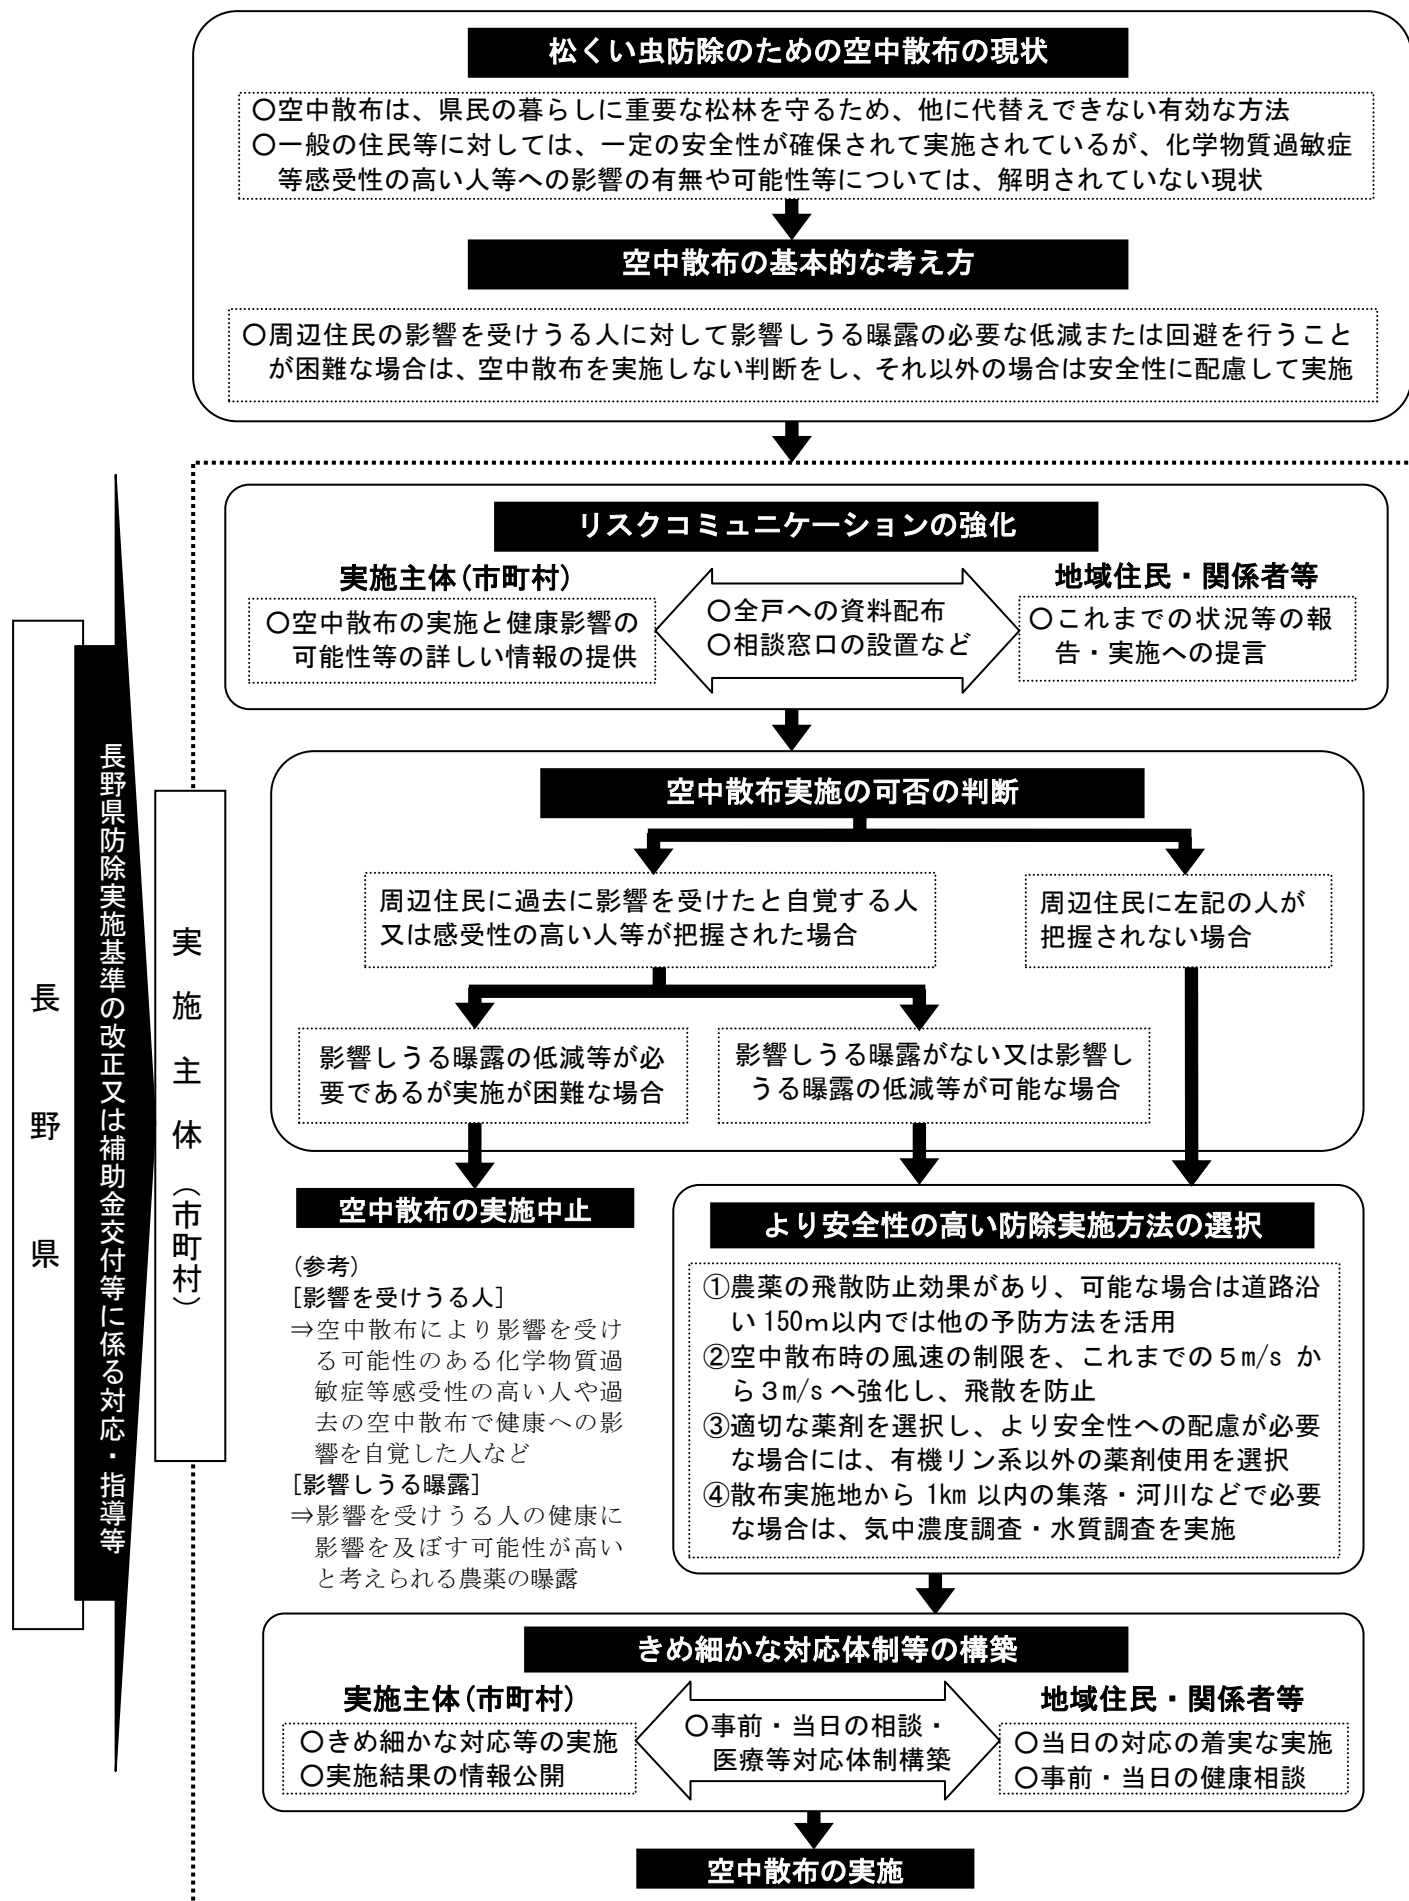 松くい虫防除のための空中散布の現状
○空中散布は、県民の暮らしに重要な松林を守るため、他に代替えできない有効な方法
○一般の住民等に対しては、一定の安全性が確保されて実施されているが、化学物質過敏症
等感受性の高い人等への影響の有無や可能性等については、解明されていない現状
空中散布の基本的な考え方
○周辺住民の影響を受けうる人に対して影響しうる曝露の必要な低減または回避を行うこと
が困難な場合は、空中散布を実施しない判断をし、それ以外の場合は安全性に配慮して実施
長野県
長野県防除実施基準の改正又は補助金交付等に係る対応・指導等
実施主体（市町村）
リスクコミュニケーションの強化
実施主体(市町村)
○空中散布の実施と健康影響の
可能性等の詳しい情報の提供
○全戸への資料配布
○相談窓口の設置など
地域住民・関係者等
○これまでの状況等の報
告・実施への提言
空中散布実施の可否の判断
周辺住民に過去に影響を受けたと自覚する人
又は感受性の高い人等が把握された場合
周辺住民に左記の人が
把握されない場合
影響しうる曝露の低減等が必
要であるが実施が困難な場合
影響しうる曝露がない又は影響し
うる曝露の低減等が可能な場合
空中散布の実施中止
(参考)
[影響を受けうる人]
⇒空中散布により影響を受け
る可能性のある化学物質過
敏症等感受性の高い人や過
去の空中散布で健康への影
響を自覚した人など
[影響しうる曝露]
⇒影響を受けうる人の健康に
影響を及ぼす可能性が高い
と考えられる農薬の曝露
より安全性の高い防除実施方法の選択
①農薬の飛散防止効果があり、可能な場合は道路沿
い150m以内では他の予防方法を活用
②空中散布時の風速の制限を、これまでの５m/s か
ら３m/s へ強化し、飛散を防止
③適切な薬剤を選択し、より安全性への配慮が必要
な場合には、有機リン系以外の薬剤使用を選択
④散布実施地から 1km 以内の集落・河川などで必要
な場合は、気中濃度調査・水質調査を実施
きめ細かな対応体制等の構築
実施主体(市町村)
○きめ細かな対応等の実施
○実施結果の情報公開
○事前・当日の相談・
医療等対応体制構築
地域住民・関係者等
○当日の対応の着実な実施
○事前・当日の健康相談
空中散布の実施